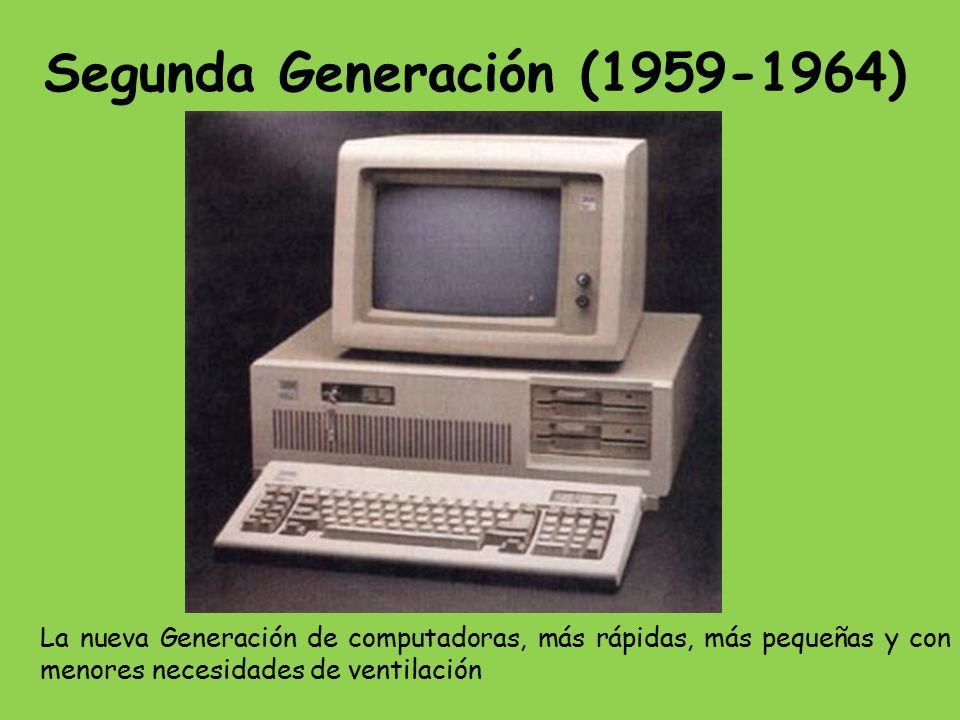 Segunda Generación (1959-1964)
La nueva Generación de computadoras, más rápidas, más pequeñas y con
menores necesidades de ventilación